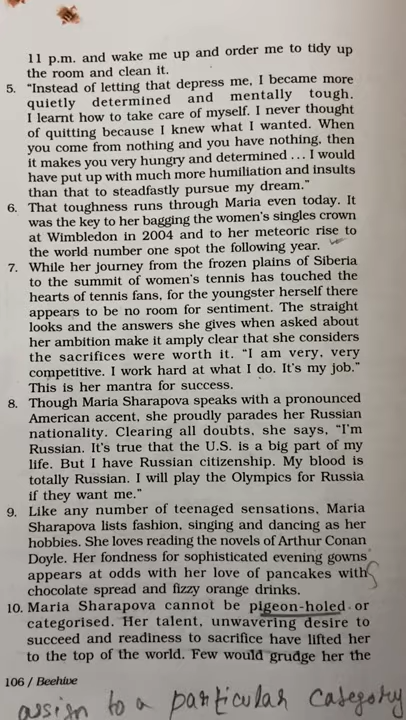 11 p.m. and wake me up and order me to tidy up
the room and clean it.
5. "Instead of letting that depress me, I became more
quietly determined and mentally tough.
I learnt how to take care of myself. I never thought
of quitting because I knew what I wanted. When
you come from nothing and you have nothing, then
it makes you very hungry and determined ... I would
have put up with much more humiliation and insults
than that to steadfastly pursue my dream."
6. That toughness runs through Maria even today. It
was the key to her bagging the women's singles crown
at Wimbledon in 2004 and to her meteoric rise to
the world number one spot the following year.
7. While her journey from the frozen plains of Siberia
to the summit of women's tennis has touched the
hearts of tennis fans, for the youngster herself there
appears to be no room for sentiment. The straight
looks and the answers she gives when asked about
her ambition make it amply clear that she considers
the sacrifices were worth it. "I am very, very
competitive. I work hard at what I do. It's my job."
This is her mantra for success.
8. Though Maria Sharapova speaks with a pronounced
American accent, she proudly parades her Russian
nationality. Clearing all doubts, she says, "I'm
Russian. It's true that the U.S. is a big part of my
life. But I have Russian citizenship. My blood is
totally Russian. I will play the Olympics for Russia
if they want me."
9. Like any number of teenaged sensations, Maria
Sharapova lists fashion, singing and dancing as her
hobbies. She loves reading the novels of Arthur Conan
Doyle. Her fondness for sophisticated evening gowns
appears at odds with her love of pancakes with
chocolate spread and fizzy orange drinks.
10. Maria Sharapova cannot be pigeon-holed or
categorised. Her talent, unwavering desire to
succeed and readiness to sacrifice have lifted her
to the top of the world. Few would grudge her the
106 / Beehive
assign to a particular category